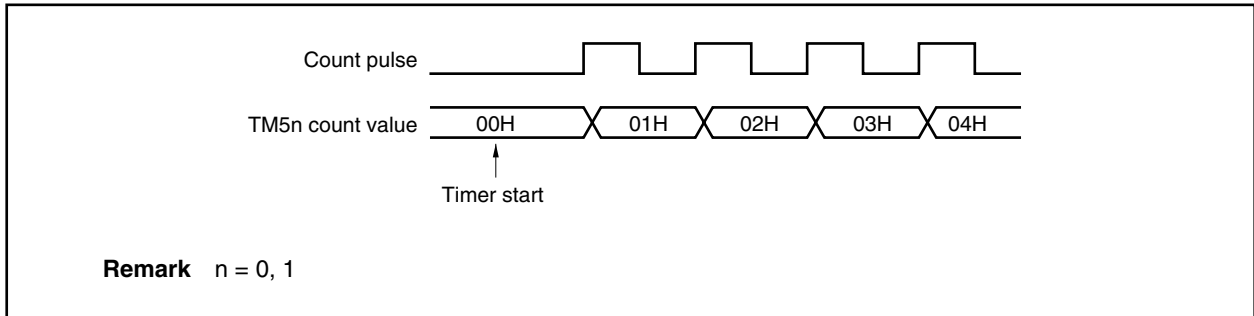 Count pulse
TM5n count value 00H 01H 02H 03H 04H
Timer start
Remark n = 0, 1